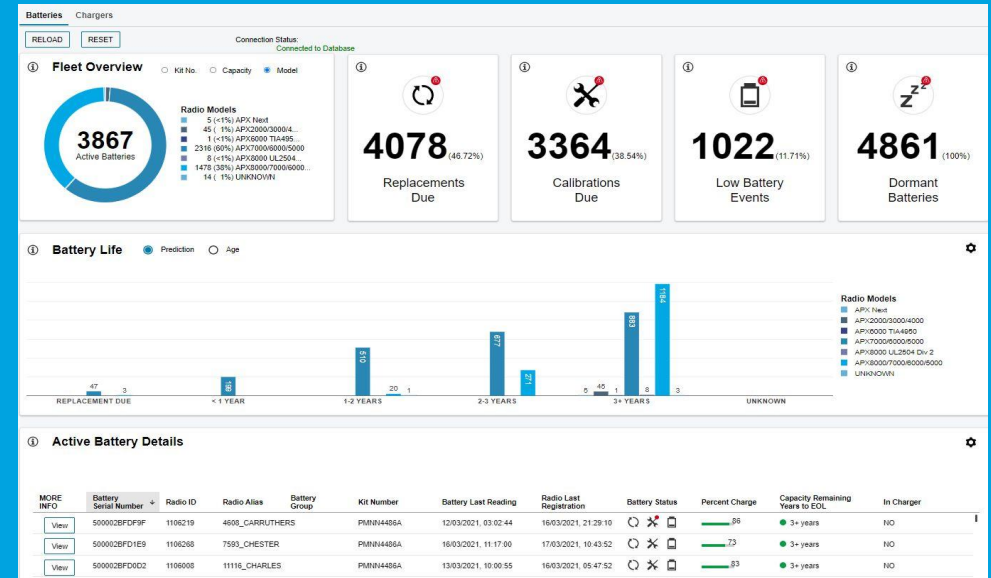 Batteries Chargers
RELOAD RESET Connection Status:
Connected to Database
Fleet Overview Kit No. Capacity Model
3867
Active Batteries
Radio Models
5 (<1%) APX Next
45 ( 1%) APX2000/3000/4...
1 (<1%) APX6000 TIA495...
2316 (60%) APX7000/6000/5000
8 (<1%) APX8000 UL2504...
1478 (38%) APX8000/7000/6000...
14 ( 1%) UNKNOWN
4078 (46.72%)
Replacements
Due
3364 (38.54%)
Calibrations
Due
1022 (11.71%)
Low Battery
Events
4861 (100%)
Dormant
Batteries
Battery Life Prediction Age
47 3 199 510 20 1 677 271 5 45 1 883 8 1184 3
REPLACEMENT DUE < 1 YEAR 1-2 YEARS 2-3 YEARS 3+ YEARS UNKNOWN
Radio Models
APX Next
APX2000/3000/4000
APX6000 TIA4950
APX7000/6000/5000
APX8000 UL2504 Div 2
APX8000/7000/6000/5000
UNKNOWN
Active Battery Details
MORE INFO Battery Serial Number Radio ID Radio Alias Battery Group Kit Number Battery Last Reading Radio Last Registration Battery Status Percent Charge Capacity Remaining Years to EOL In Charger
View 500002BFDF9F 1106219 4608_CARRUTHERS PMNN4486A 12/03/2021, 03:02:44 16/03/2021, 21:29:10 86 3+ years NO
View 500002BFD1E9 1106268 7593_CHESTER PMNN4486A 16/03/2021, 11:17:00 17/03/2021, 10:43:52 73 3+ years NO
View 500002BFD0D2 1106008 11116_CHARLES PMNN4486A 13/03/2021, 10:00:55 16/03/2021, 05:47:52 83 3+ years NO